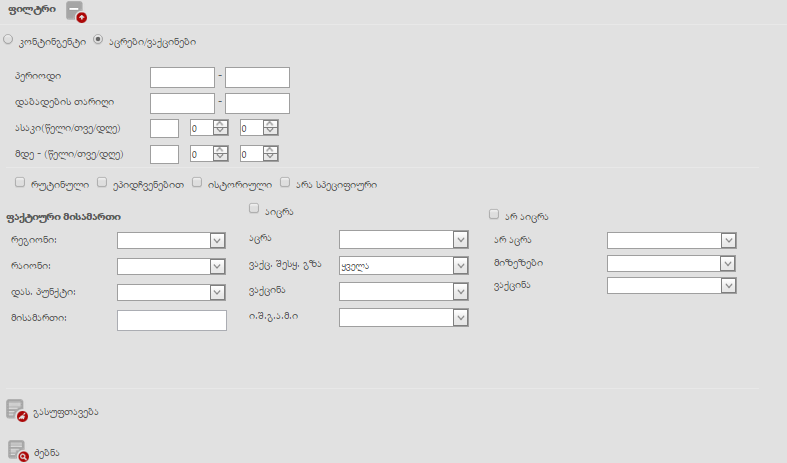 ფილტრი
კონტინგენტი აცრები/ვაქცინები
პერიოდი -
დაბადების თარიღი -
ასაკი(წელი/თვე/დღე) 0 0
მდე - (წელი/თვე/დღე) 0 0
რუტინული ეპიდჩვენებით ისტორიული არა სპეციფიური
ფაქტიური მისამართი
რეგიონი:
რაიონი:
დას. პუნქტი:
მისამართი:
აიცრა
აცრა
ვაქც. შესყ. გზა ყველა
ვაქცინა
ი.შ.გ.ა.მ.ი
არ აიცრა
არ აცრა
მიზეზები
ვაქცინა
გასუფთავება
ძებნა